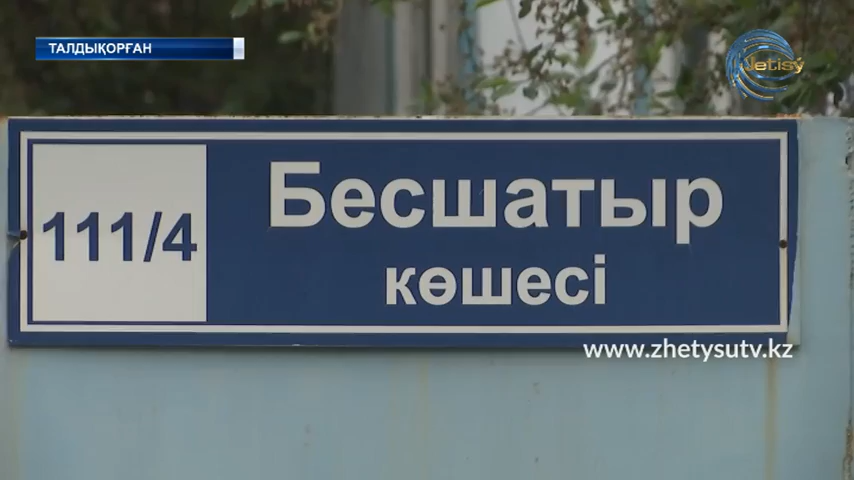 ТАЛДЫҚОРҒАН
Jetisý
111/4
Бесшатыр
көшесі
www.zhetysutv.kz